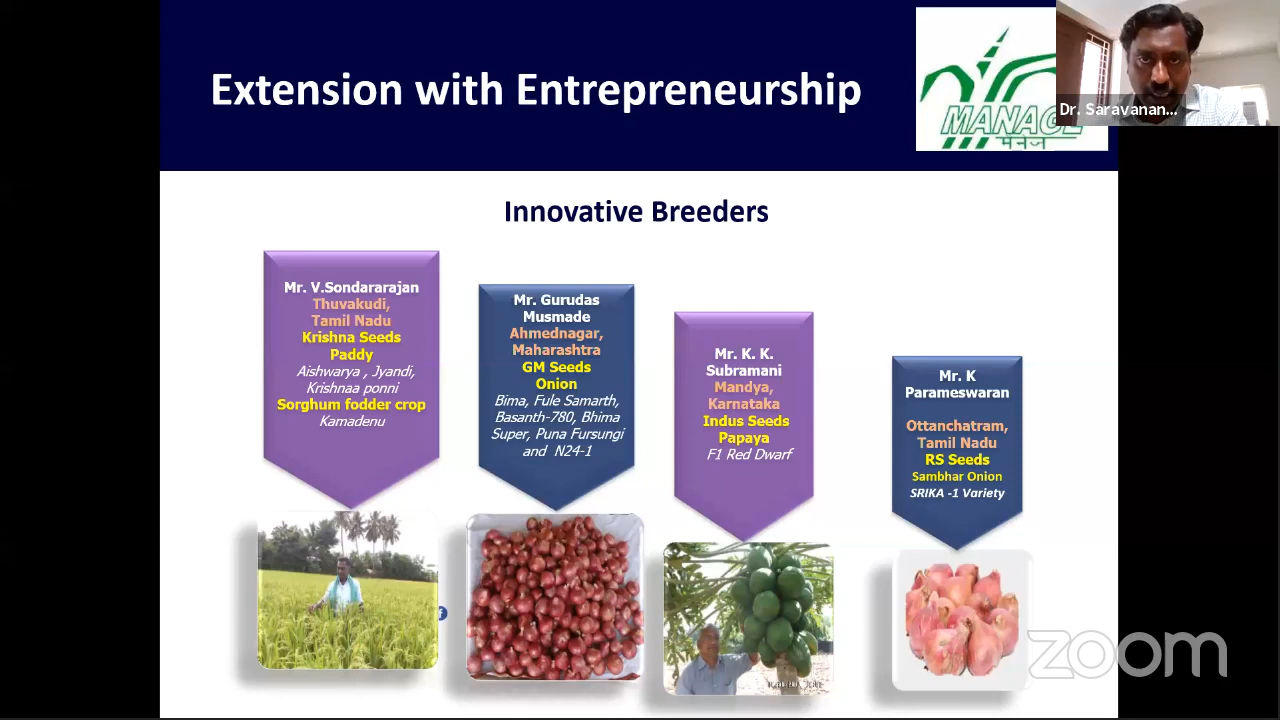 Extension with Entrepreneurship
MANAGE
मैनेज
Dr. Saravanan...
Innovative Breeders
Mr. V.Sondararajan
Thuvakudi,
Tamil Nadu
Krishna Seeds
Paddy
Aishwarya , Jyandi,
Krishnaa ponni
Sorghum fodder crop
Kamadenu
Mr. Gurudas
Musmade
Ahmednagar,
Maharashtra
GM Seeds
Onion
Bima, Fule Samarth,
Basanth-780, Bhima
Super, Puna Fursungi
and N24-1
Mr. K. K.
Subramani
Mandya,
Karnataka
Indus Seeds
Papaya
F1 Red Dwarf
Mr. K
Parameswaran
Ottanchatram,
Tamil Nadu
RS Seeds
Sambhar Onion
SRIKA -1 Variety
zoom